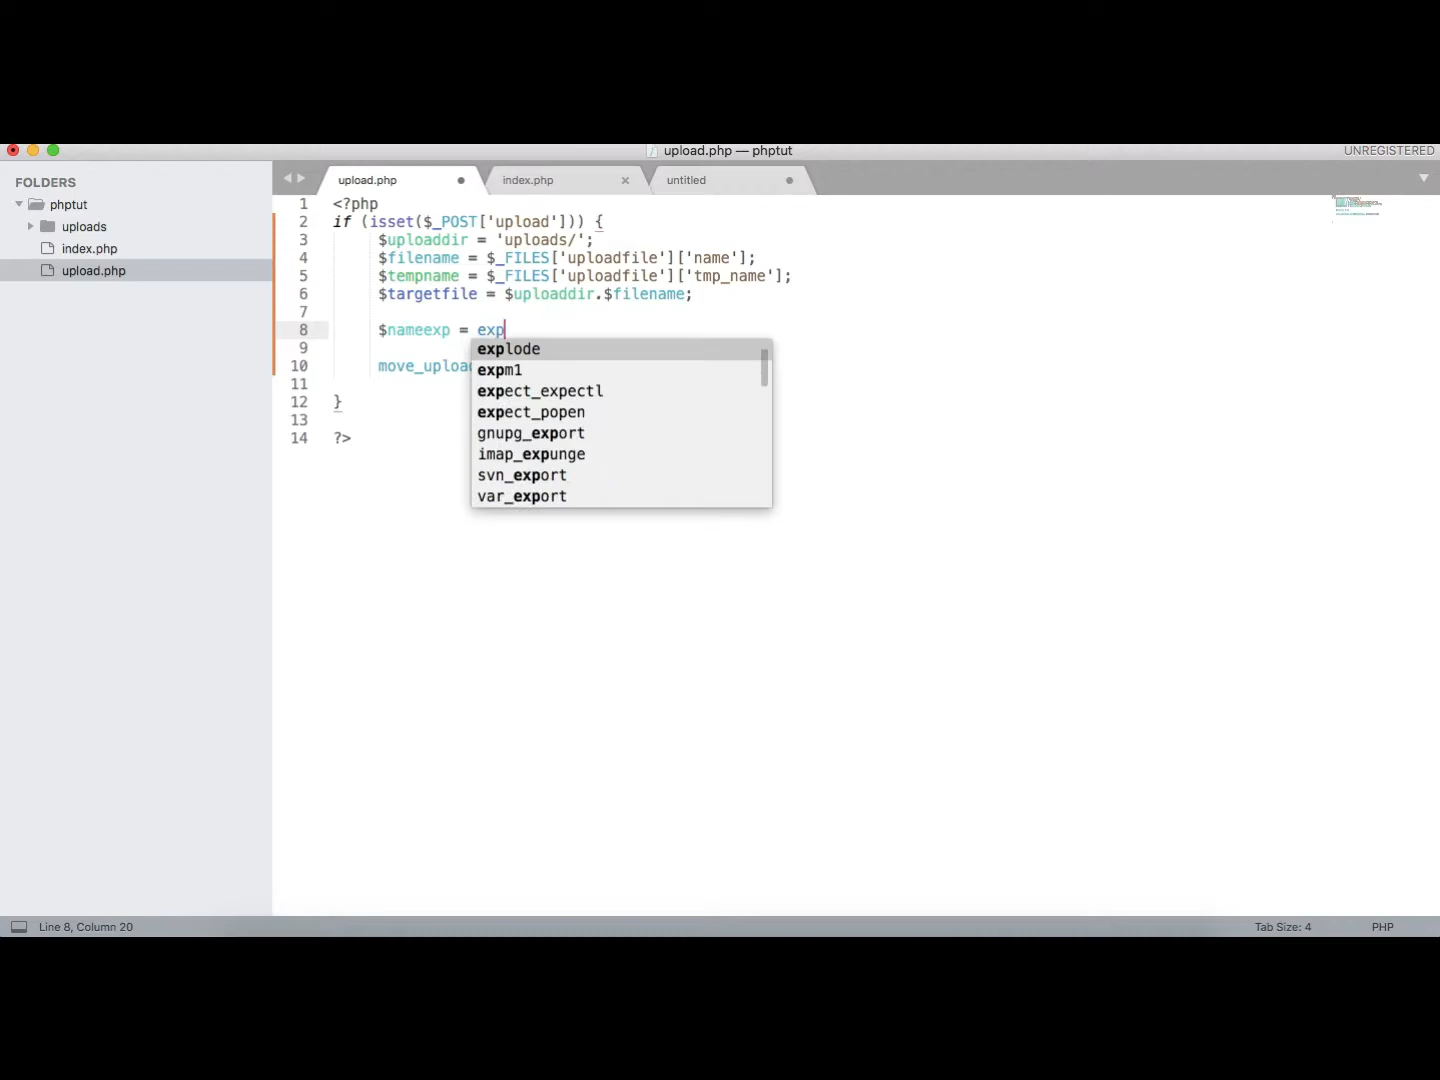 upload.php — phptut
UNREGISTERED
FOLDERS
phptut
uploads
index.php
upload.php
upload.php
index.php
untitled
1 <?php
2 if (isset($_POST['upload'])) {
3 $uploaddir = 'uploads/';
4 $filename = $_FILES['uploadfile']['name'];
5 $tempname = $_FILES['uploadfile']['tmp_name'];
6 $targetfile = $uploaddir.$filename;
7
8 $nameexp = exp
9
10 move_upload
11
12 }
13
14 ?>
explode
expm1
expect_expectl
expect_popen
gnupg_export
imap_expunge
svn_export
var_export
Line 8, Column 20
Tab Size: 4
PHP